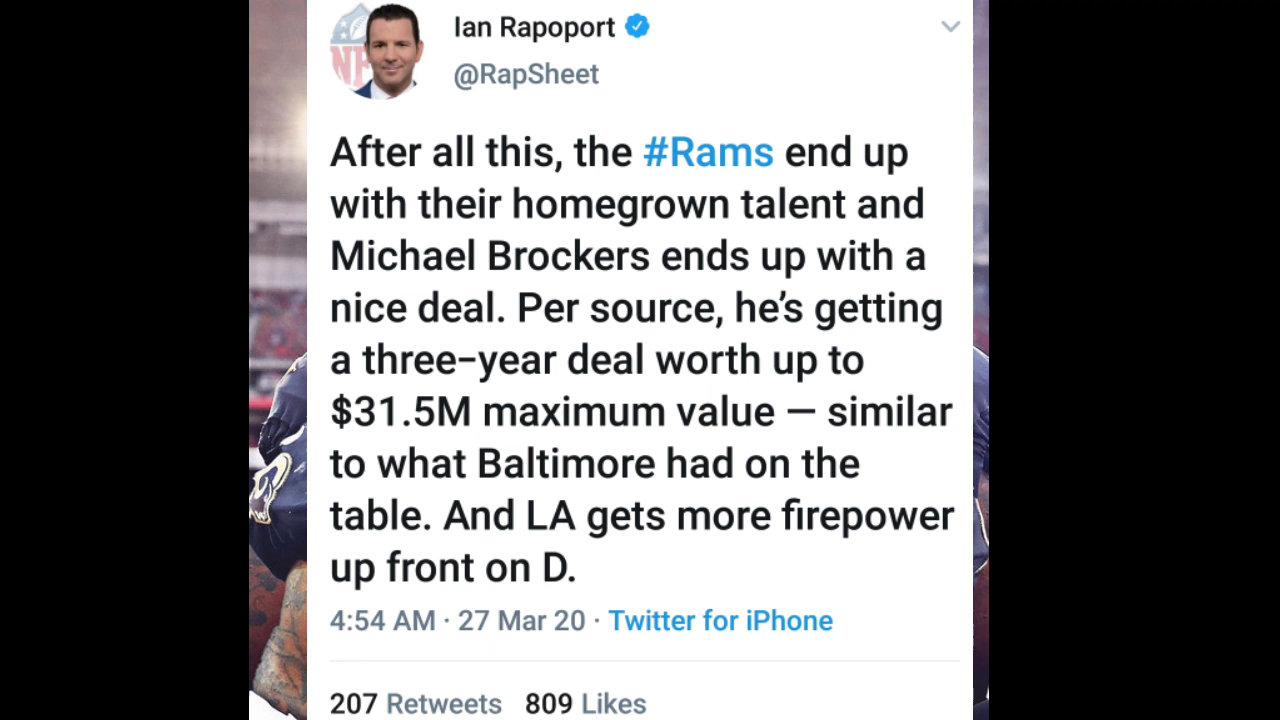 Ian Rapoport
@RapSheet
After all this, the #Rams end up
with their homegrown talent and
Michael Brockers ends up with a
nice deal. Per source, he’s getting
a three-year deal worth up to
$31.5M maximum value — similar
to what Baltimore had on the
table. And LA gets more firepower
up front on D.
4:54 AM · 27 Mar 20 · Twitter for iPhone
207 Retweets 809 Likes